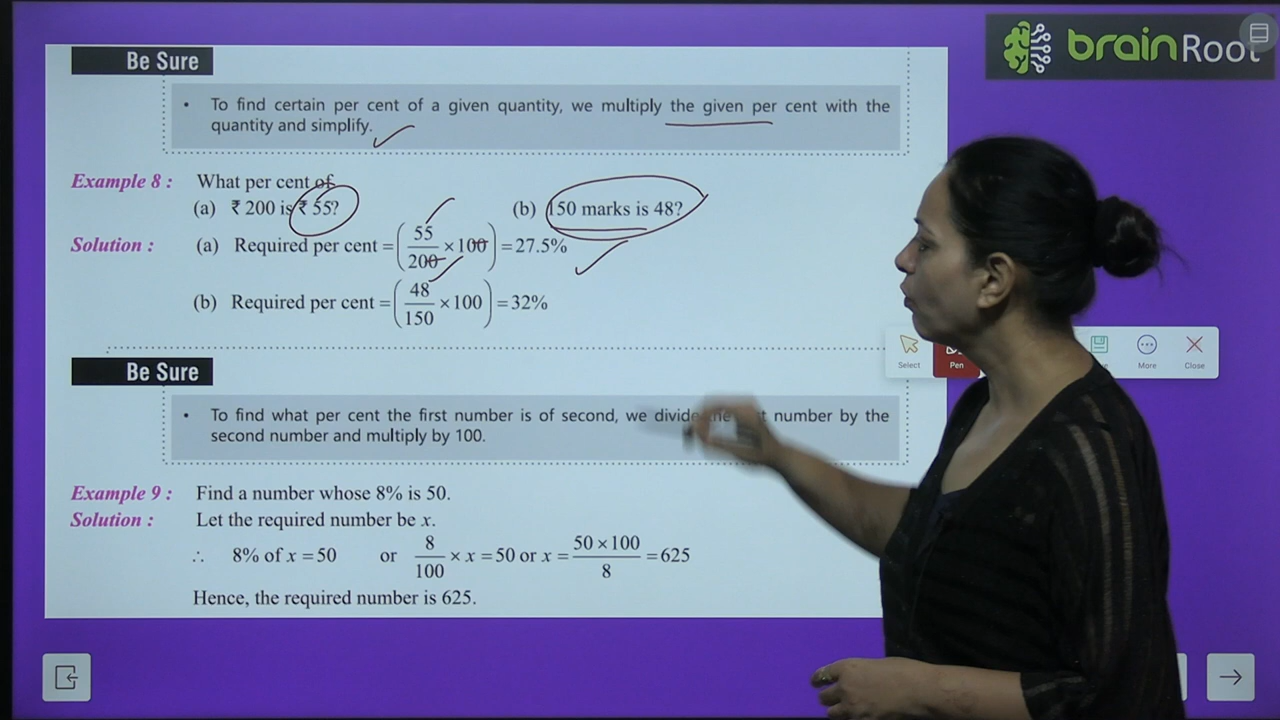 brainRoot
Be Sure
• To find certain per cent of a given quantity, we multiply the given per cent with the
quantity and simplify.
Example 8 : What per cent of
(a) ₹ 200 is ₹ 55? (b) 150 marks is 48?
Solution : (a) Required per cent = (55/200 × 100) = 27.5%
(b) Required per cent = (48/150 × 100) = 32%
Be Sure
• To find what per cent the first number is of second, we divide number by the
second number and multiply by 100.
Example 9 : Find a number whose 8% is 50.
Solution : Let the required number be x.
∴ 8% of x = 50 or 8/100 × x = 50 or x = 50 × 100/8 = 625
Hence, the required number is 625.
Select
Pen
More
Close